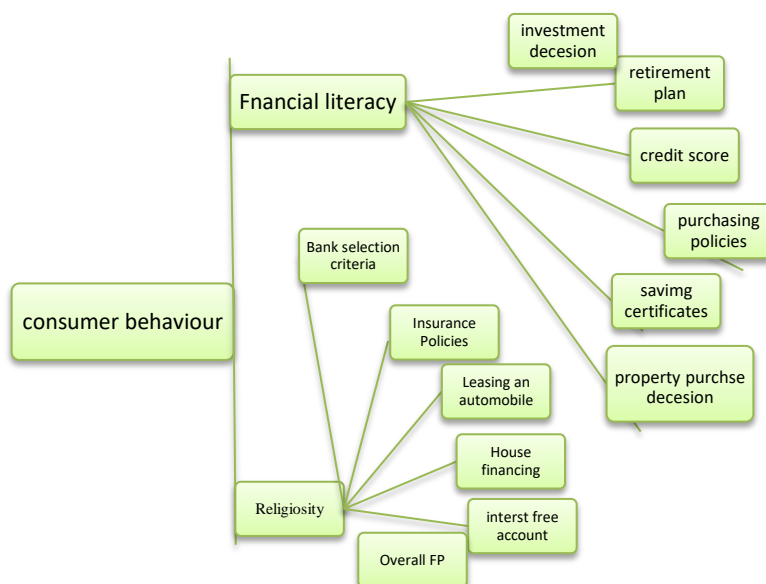 investment
decesion
retirement
plan
Fnancial literacy
credit score
purchasing
policies
Bank selection
criteria
savimg
certificates
consumer behaviour
Insurance
Policies
property purchse
decesion
Leasing an
automobile
House
financing
Religiosity
interst free
account
Overall FP